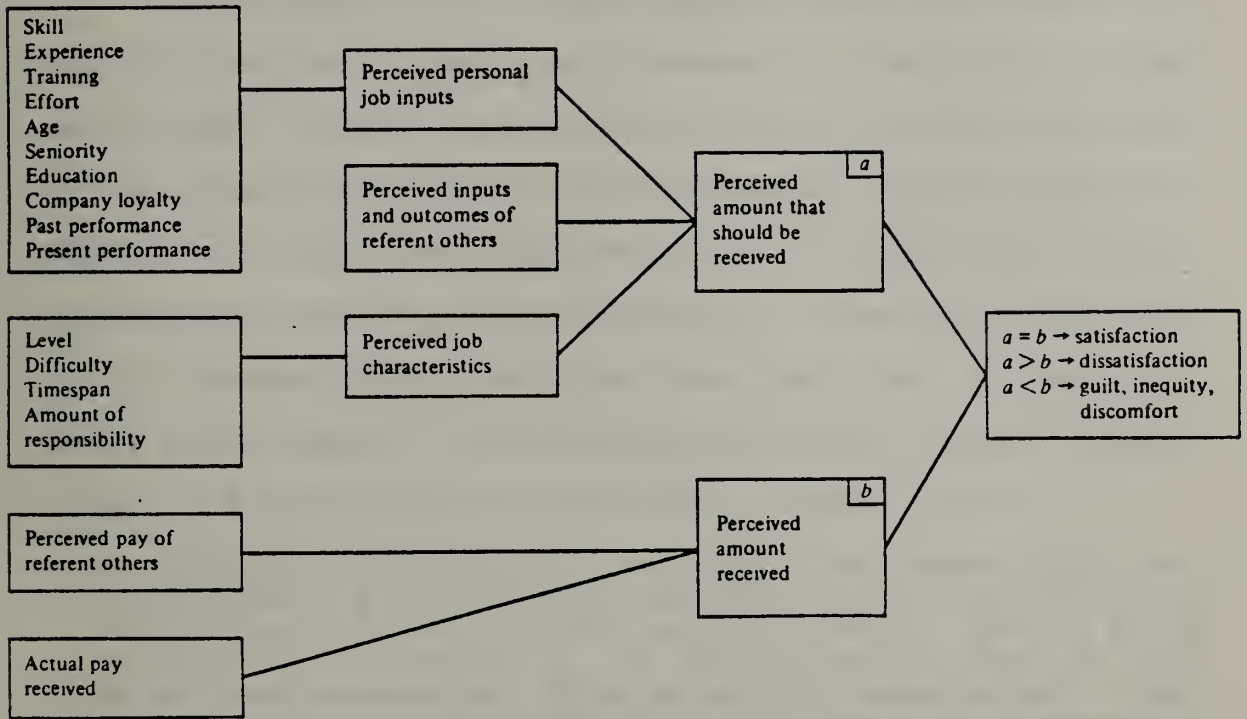 Skill
Experience
Training
Effort
Age
Seniority
Education
Company loyalty
Past performance
Present performance
Perceived personal
job inputs
Perceived inputs
and outcomes of
referent others
Level
Difficulty
Timespan
Amount of
responsibility
Perceived job
characteristics
a
Perceived
amount that
should be
received
Perceived pay of
referent others
Actual pay
received
b
Perceived
amount
received
a = b → satisfaction
a > b → dissatisfaction
a < b → guilt, inequity,
discomfort